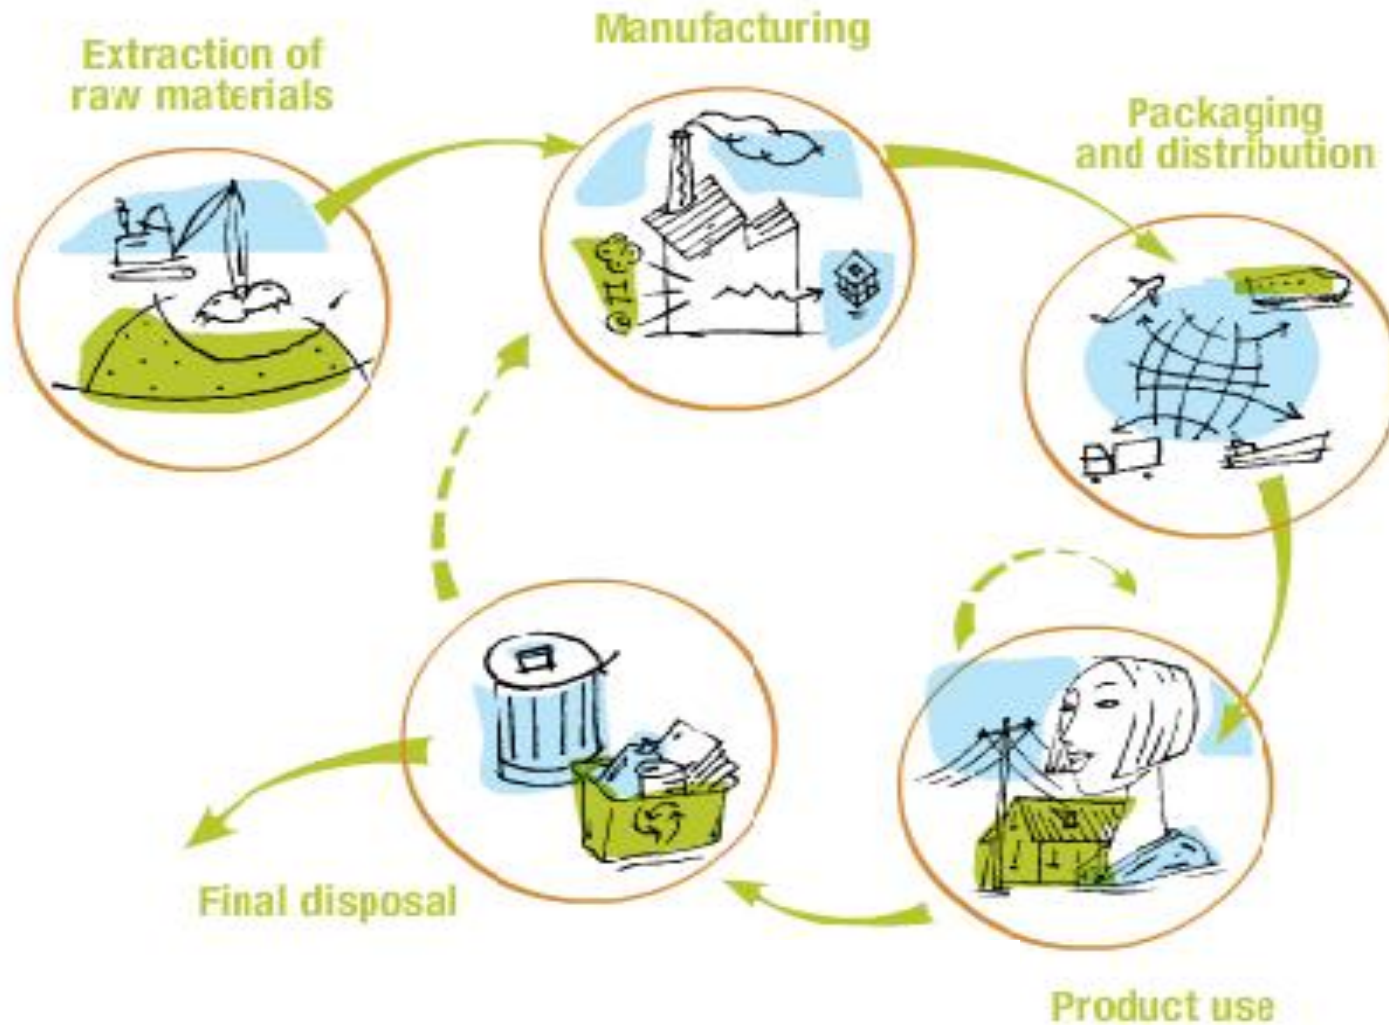 Extraction of
raw materials
Manufacturing
Packaging
and distribution
Final disposal
Product use